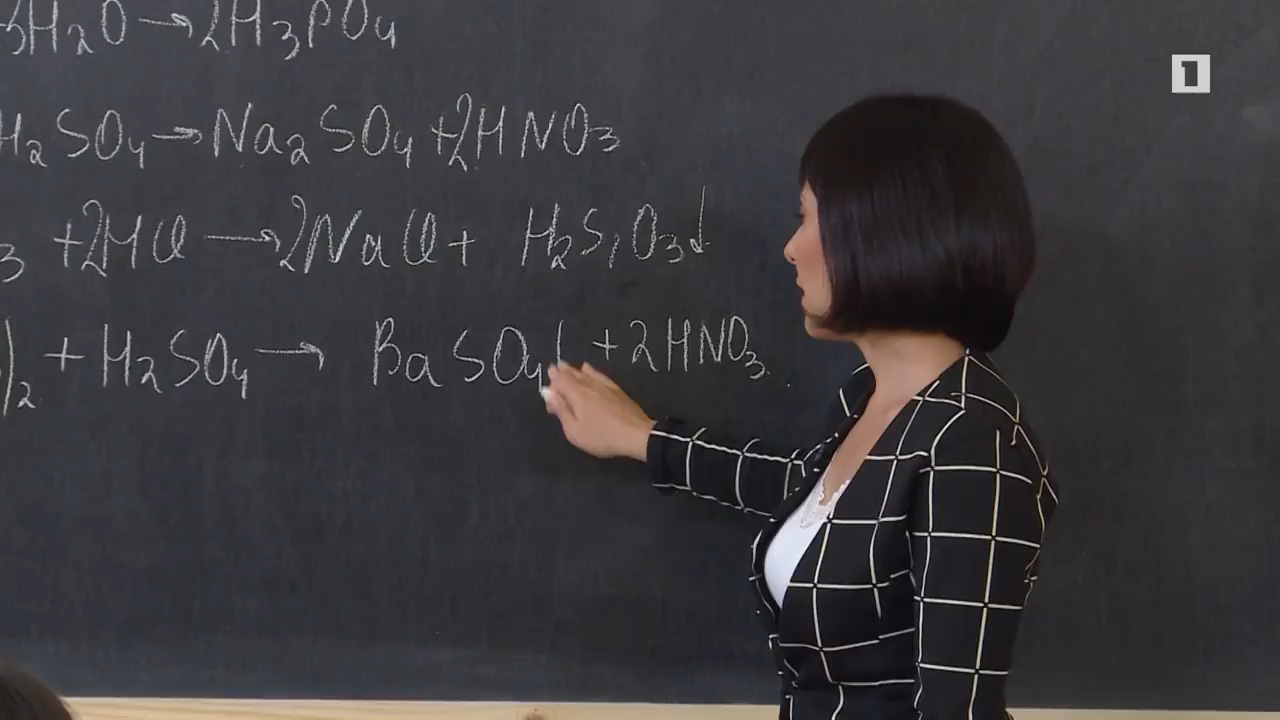 3H₂O → 2H₃PO₄
H₂SO₄ → Na₂SO₄ + 2HNO₃
₃ + 2HCl → 2NaCl + H₂SiO₃↓
)₂ + H₂SO₄ → BaSO₄↓ + 2HNO₃
1